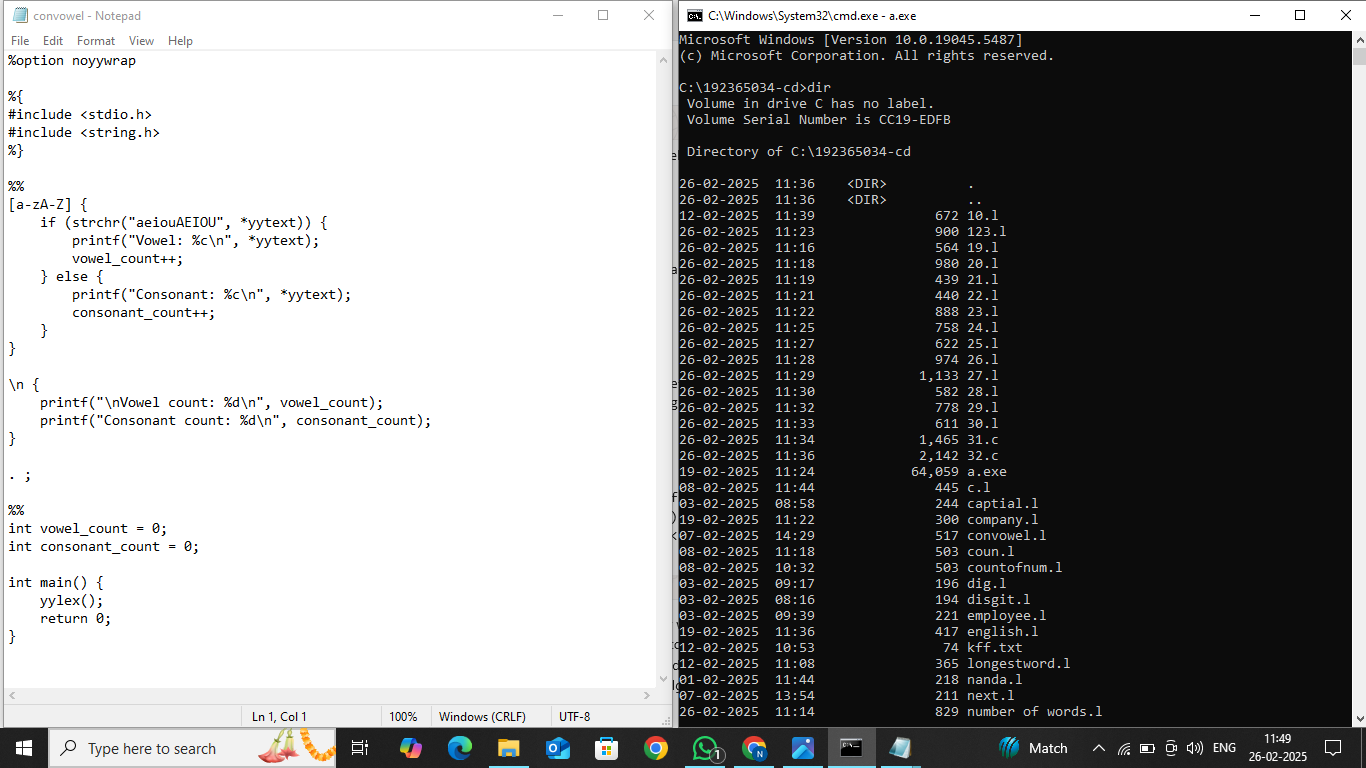 convowel - Notepad
File Edit Format View Help
%option noyywrap
%{
#include <stdio.h>
#include <string.h>
%}
%%
[a-zA-Z] {
    if (strchr("aeiouAEIOU", *yytext)) {
        printf("Vowel: %c\n", *yytext);
        vowel_count++;
    } else {
        printf("Consonant: %c\n", *yytext);
        consonant_count++;
    }
}
\n {
    printf("\nVowel count: %d\n", vowel_count);
    printf("Consonant count: %d\n", consonant_count);
}
. ;
%%
int vowel_count = 0;
int consonant_count = 0;
int main() {
    yylex();
    return 0;
}
Ln 1, Col 1 100% Windows (CRLF) UTF-8
C:\Windows\System32\cmd.exe - a.exe
Microsoft Windows [Version 10.0.19045.5487]
(c) Microsoft Corporation. All rights reserved.
C:\192365034-cd>dir
 Volume in drive C has no label.
 Volume Serial Number is CC19-EDFB
 Directory of C:\192365034-cd
26-02-2025  11:36    <DIR>          .
26-02-2025  11:36    <DIR>          ..
12-02-2025  11:39               672 10.l
26-02-2025  11:23               900 123.l
26-02-2025  11:16               564 19.l
26-02-2025  11:18               980 20.l
26-02-2025  11:19               439 21.l
26-02-2025  11:21               440 22.l
26-02-2025  11:22               888 23.l
26-02-2025  11:25               758 24.l
26-02-2025  11:27               622 25.l
26-02-2025  11:28               974 26.l
26-02-2025  11:29             1,133 27.l
26-02-2025  11:30               582 28.l
26-02-2025  11:32               778 29.l
26-02-2025  11:33               611 30.l
26-02-2025  11:34             1,465 31.c
26-02-2025  11:36             2,142 32.c
19-02-2025  11:24            64,059 a.exe
08-02-2025  11:44               445 c.l
03-02-2025  08:58               244 captial.l
19-02-2025  11:22               300 company.l
07-02-2025  14:29               517 convowel.l
08-02-2025  11:18               503 coun.l
08-02-2025  10:32               503 countofnum.l
03-02-2025  09:17               196 dig.l
03-02-2025  08:16               194 disgit.l
03-02-2025  09:39               221 employee.l
19-02-2025  11:36               417 english.l
12-02-2025  10:53                74 kff.txt
12-02-2025  11:08               365 longestword.l
01-02-2025  11:44               218 nanda.l
07-02-2025  13:54               211 next.l
26-02-2025  11:14               829 number of words.l
Type here to search
1
N
Match
ENG
11:49
26-02-2025